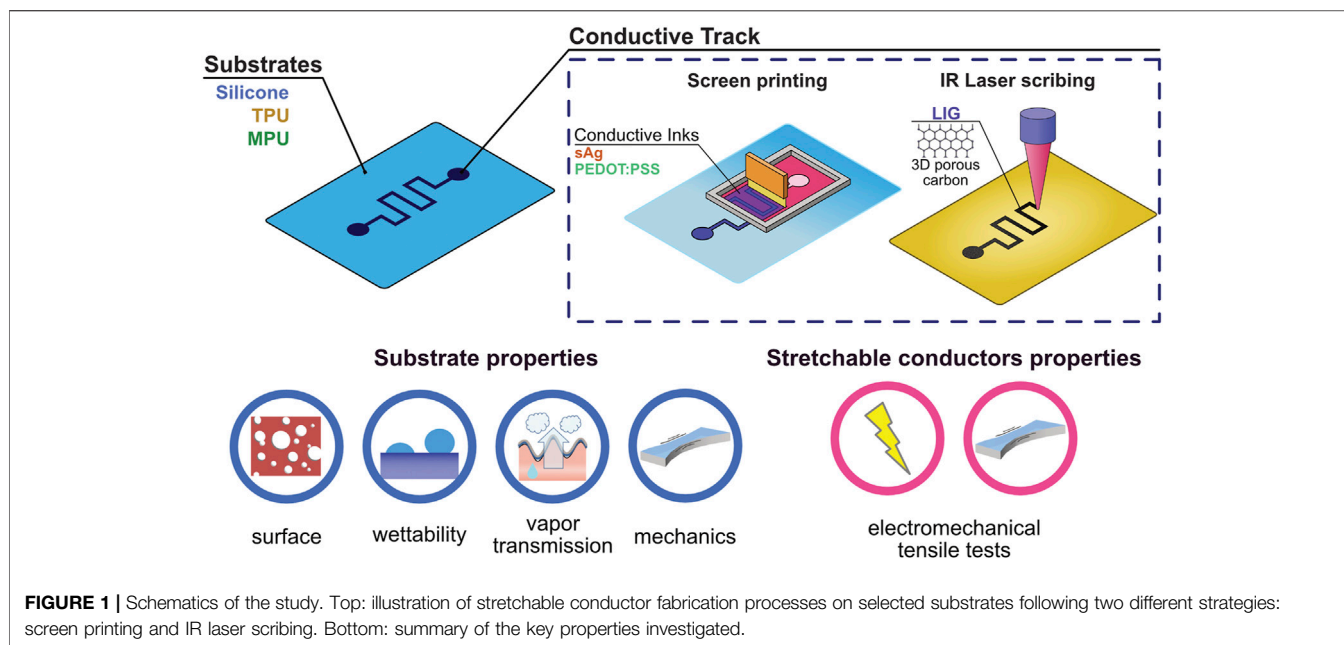 Conductive Track
Substrates
Silicone
TPU
MPU
Screen printing
Conductive Inks
sAg
PEDOT:PSS
IR Laser scribing
LIG
3D porous
carbon
Substrate properties
surface
wettability
vapor
transmission
mechanics
Stretchable conductors properties
electromechanical
tensile tests
FIGURE 1 | Schematics of the study. Top: illustration of stretchable conductor fabrication processes on selected substrates following two different strategies:
screen printing and IR laser scribing. Bottom: summary of the key properties investigated.